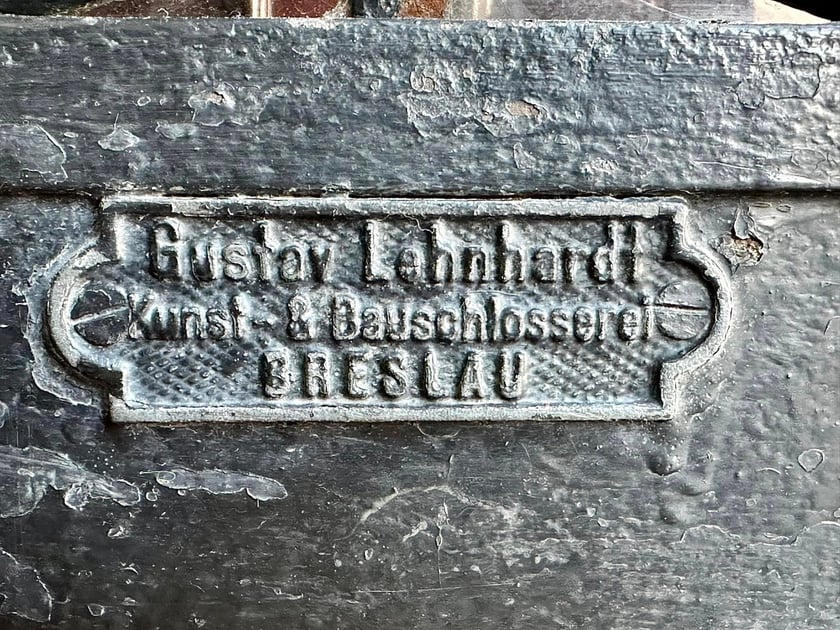 Gustav Lehnhardt
Kunst- & Bauschlosserei
BRESLAU